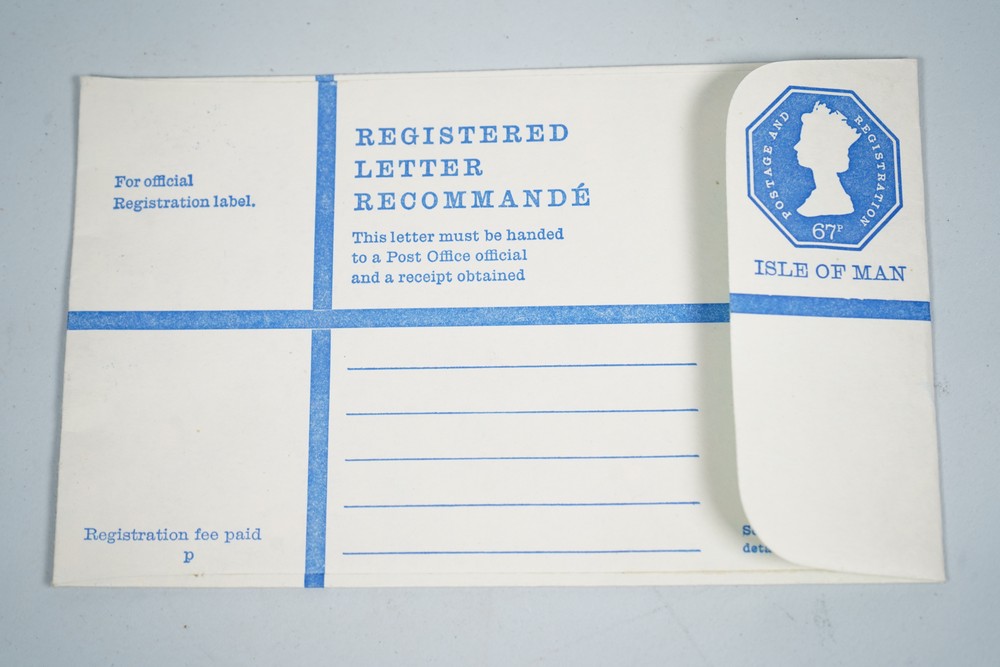 For official
Registration label.
REGISTERED
LETTER
RECOMMANDÉ
This letter must be handed
to a Post Office official
and a receipt obtained
POSTAGE AND REGISTRATION
67P
ISLE OF MAN
Registration fee paid
p